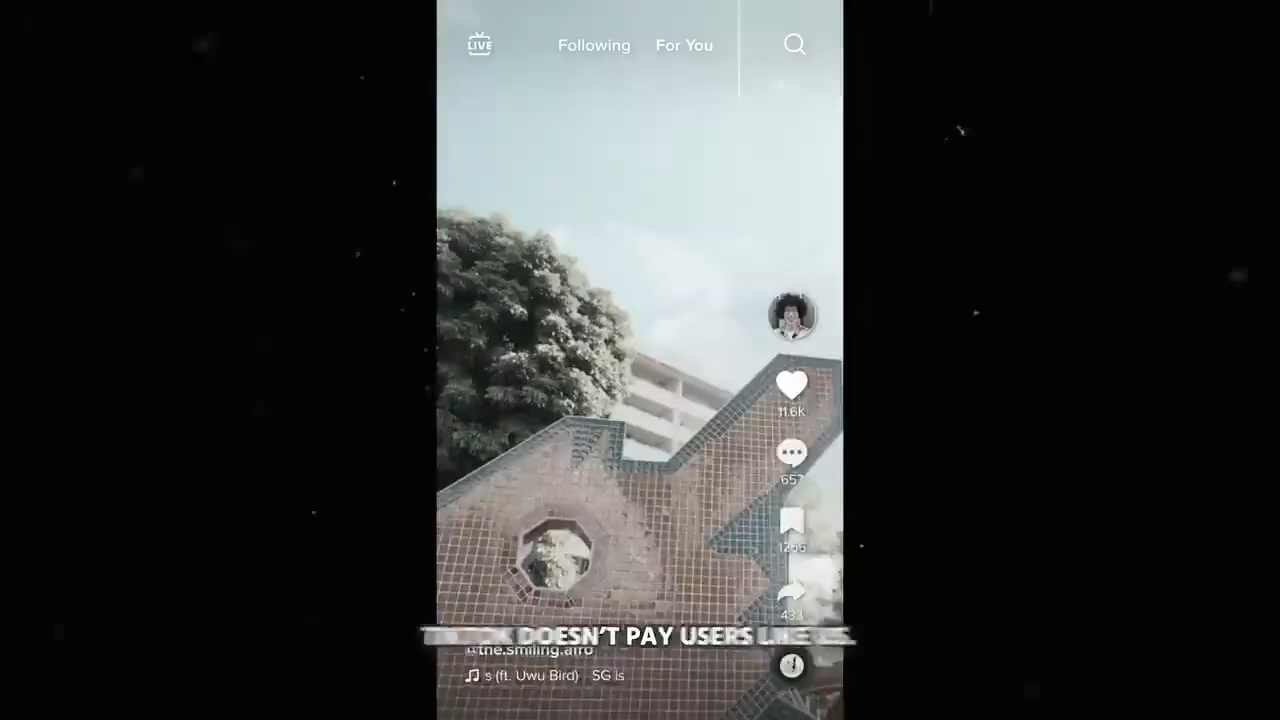 LIVE
Following For You
11.6K
657
433
DOESN'T PAY USERS
@the.smiling.afro
s (ft. Uwu Bird) SG is